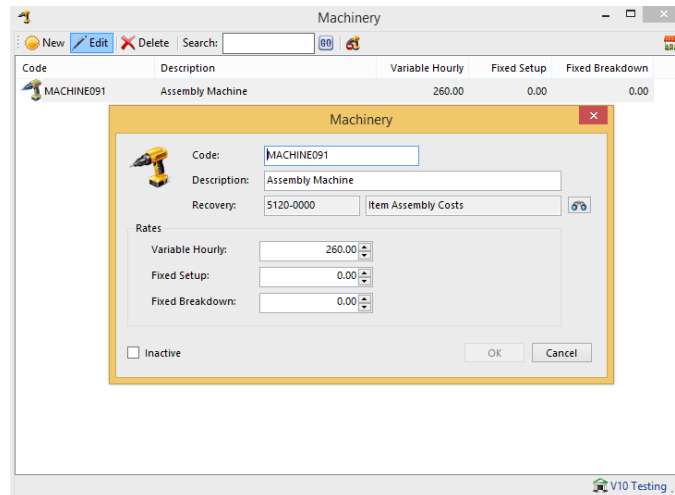 Machinery
New Edit Delete Search: GO
Code Description Variable Hourly Fixed Setup Fixed Breakdown
MACHINE091 Assembly Machine 260.00 0.00 0.00
Machinery
Code: MACHINE091
Description: Assembly Machine
Recovery: 5120-0000 Item Assembly Costs
Rates
Variable Hourly: 260.00
Fixed Setup: 0.00
Fixed Breakdown: 0.00
Inactive OK Cancel
V10 Testing